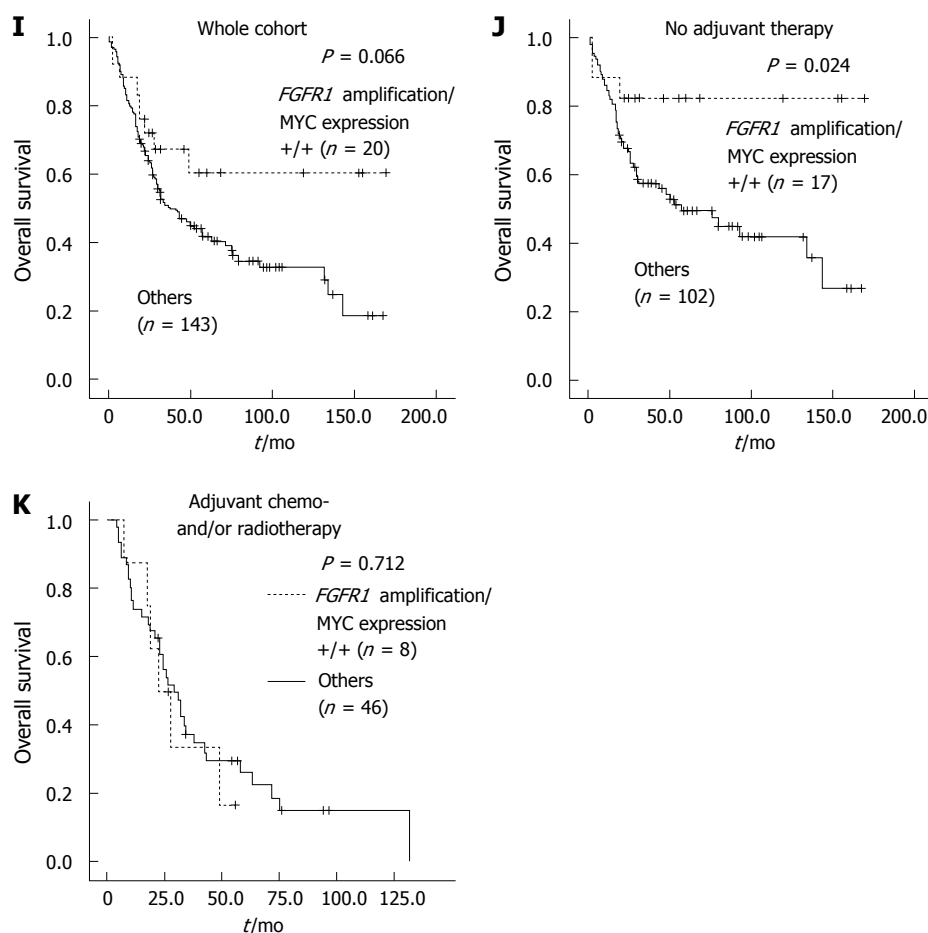 I
Whole cohort
P = 0.066
FGFR1 amplification/
MYC expression
+/+ (n = 20)
Others
(n = 143)
Overall survival
1.0
0.8
0.6
0.4
0.2
0.0
0 50.0 100.0 150.0 200.0
t/mo
J
No adjuvant therapy
P = 0.024
FGFR1 amplification/
MYC expression
+/+ (n = 17)
Others
(n = 102)
Overall survival
1.0
0.8
0.6
0.4
0.2
0.0
0 50.0 100.0 150.0 200.0
t/mo
K
Adjuvant chemo-
and/or radiotherapy
P = 0.712
FGFR1 amplification/
MYC expression
+/+ (n = 8)
Others
(n = 46)
Overall survival
1.0
0.8
0.6
0.4
0.2
0.0
0 25.0 50.0 75.0 100.0 125.0
t/mo